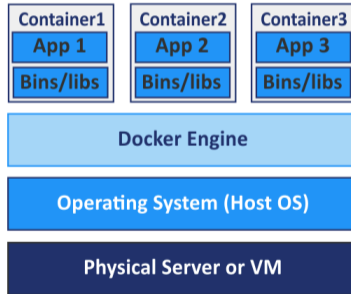 Container1 Container2 Container3
App 1 App 2 App 3
Bins/libs Bins/libs Bins/libs
Docker Engine
Operating System (Host OS)
Physical Server or VM